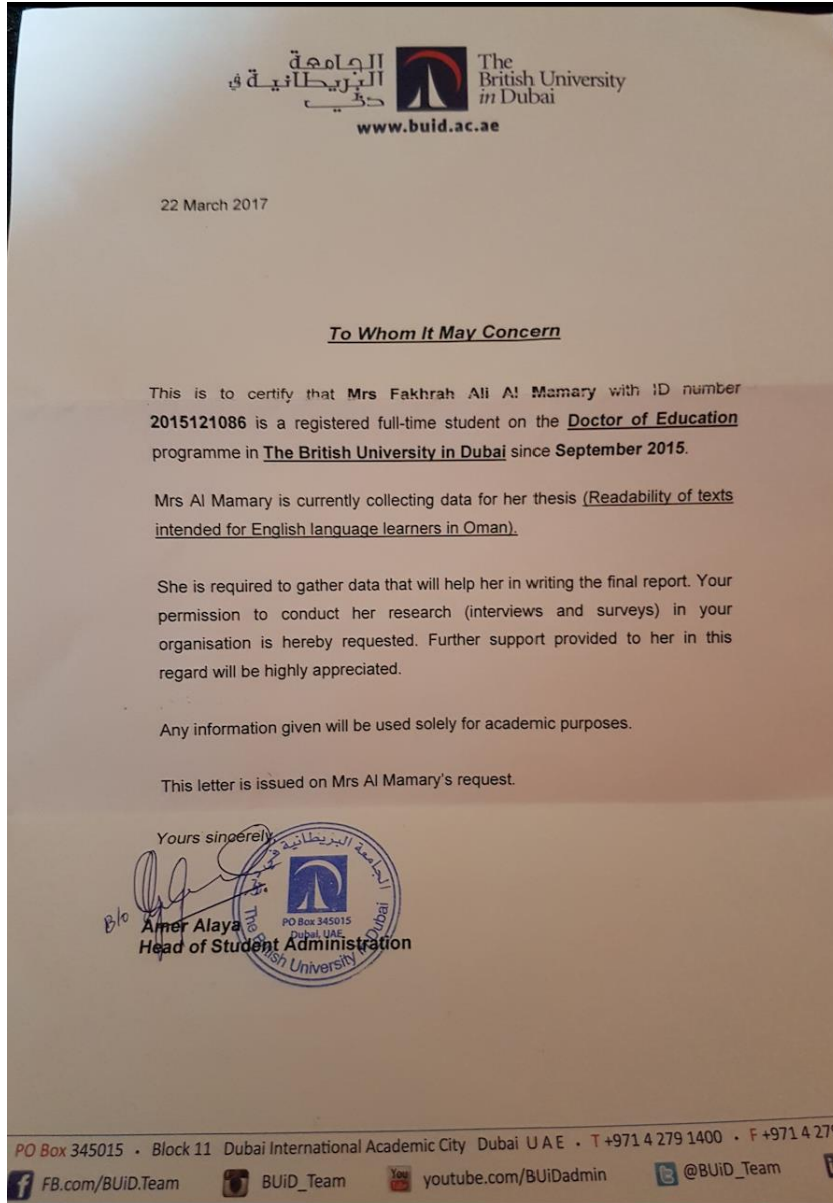 الجامعة
البريطانية في
دبي
The
British University
in Dubai
www.buid.ac.ae
22 March 2017
To Whom It May Concern
This is to certify that Mrs Fakhrah Ali Al Mamary with ID number
2015121086 is a registered full-time student on the Doctor of Education
programme in The British University in Dubai since September 2015.
Mrs Al Mamary is currently collecting data for her thesis (Readability of texts
intended for English language learners in Oman).
She is required to gather data that will help her in writing the final report. Your
permission to conduct her research (interviews and surveys) in your
organisation is hereby requested. Further support provided to her in this
regard will be highly appreciated.
Any information given will be used solely for academic purposes.
This letter is issued on Mrs Al Mamary's request.
Yours sincerely,
B/o
Amer Alaya
Head of Student Administration
الجامعة البريطانية في دبي
PO Box 345015
Dubai, UAE
The British University in Dubai
PO Box 345015 • Block 11 Dubai International Academic City Dubai U A E • T +971 4 279 1400 • F +971 4 279
FB.com/BUiD.Team BUiD_Team You Tube youtube.com/BUiDadmin @BUiD_Team